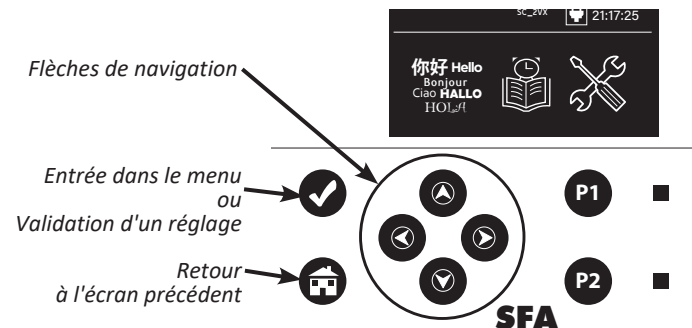 SC_2VX 21:17:25
Flèches de navigation
你好 Hello
Bonjour
Ciao HALLO
HOLA
Entrée dans le menu
ou
Validation d'un réglage
P1
Retour
à l'écran précédent
P2
SFA